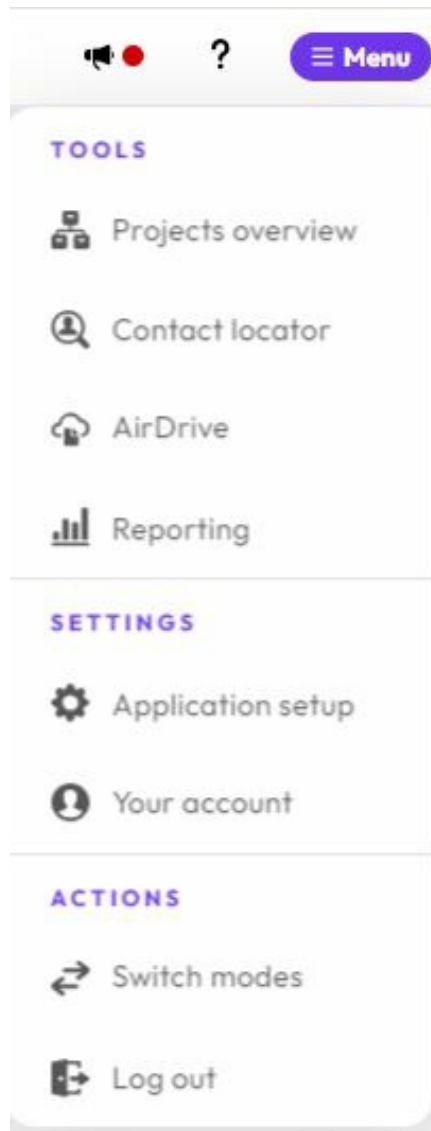 ?
Menu
TOOLS
Projects overview
Contact locator
AirDrive
Reporting
SETTINGS
Application setup
Your account
ACTIONS
Switch modes
Log out